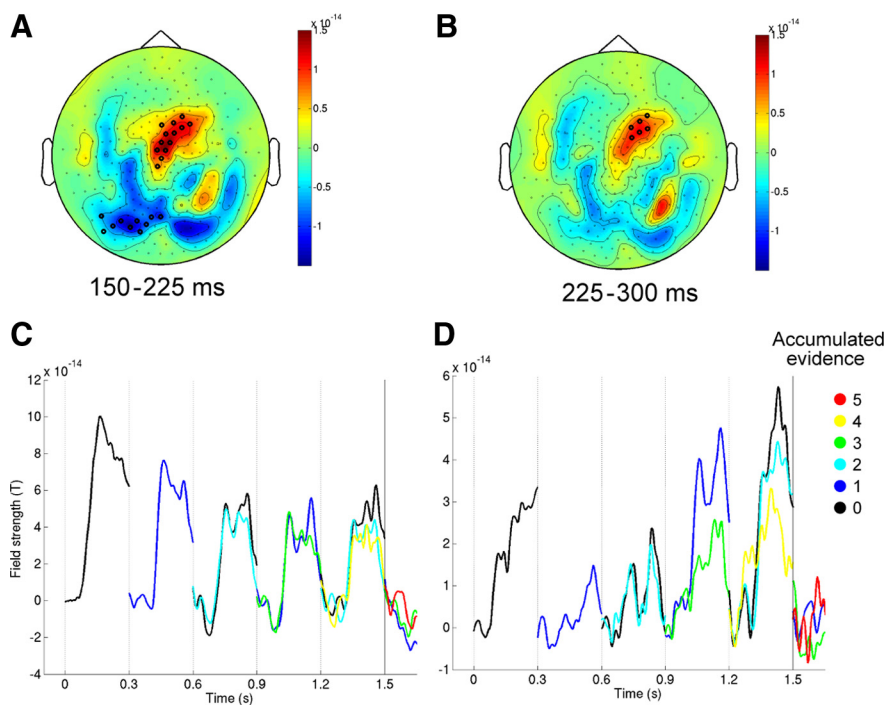 A
x 10^-14
1.5
1
0.5
0
-0.5
-1
150-225 ms
B
x 10^-14
1.5
1
0.5
0
-0.5
-1
225-300 ms
C
x 10^-14
12
10
8
6
4
2
0
-2
-4
Field strength (T)
0 0.3 0.6 0.9 1.2 1.5
Time (s)
D
x 10^-14
6
5
4
3
2
1
0
-1
0 0.3 0.6 0.9 1.2 1.5
Time (s)
Accumulated
evidence
5
4
3
2
1
0